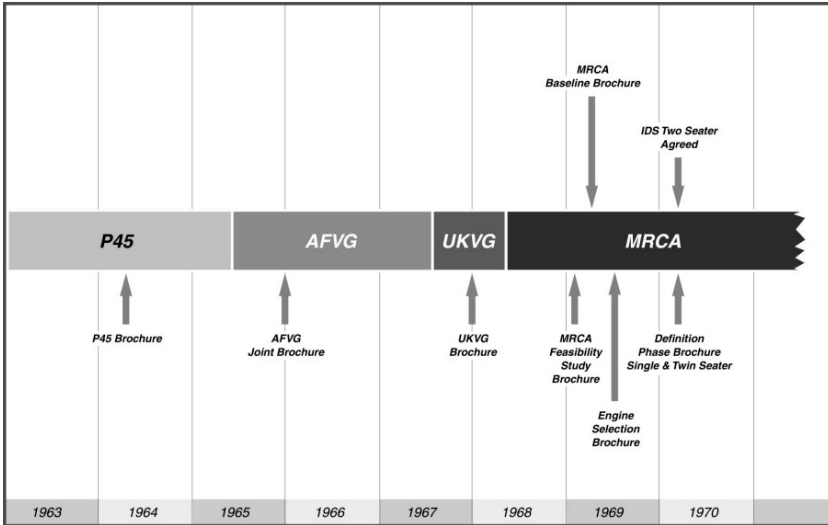 MRCA
Baseline Brochure
IDS Two Seater
Agreed
P45
AFVG
UKVG
MRCA
P45 Brochure
AFVG
Joint Brochure
UKVG
Brochure
MRCA
Feasibility
Study
Brochure
Definition
Phase Brochure
Single & Twin Seater
Engine
Selection
Brochure
1963
1964
1965
1966
1967
1968
1969
1970